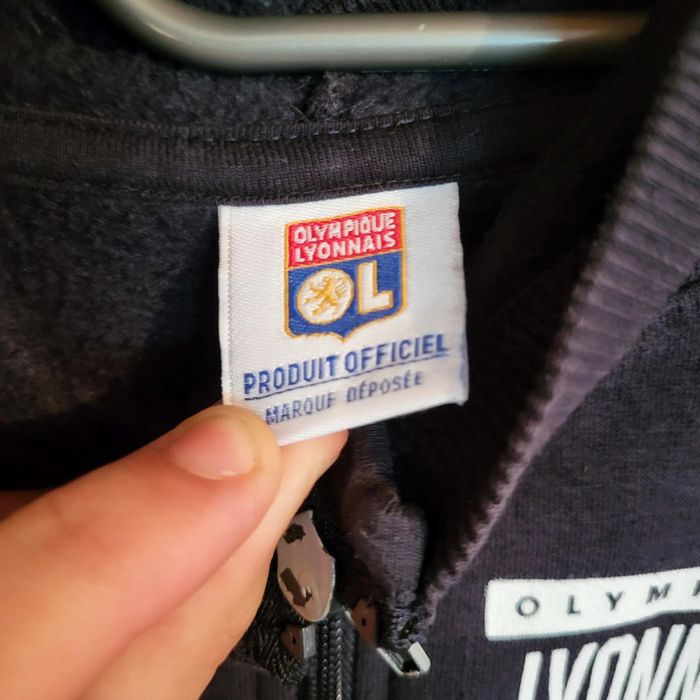 OLYMPIQUE
LYONNAIS
OL
PRODUIT OFFICIEL
MARQUE DÉPOSÉE
OLYM
LYONN